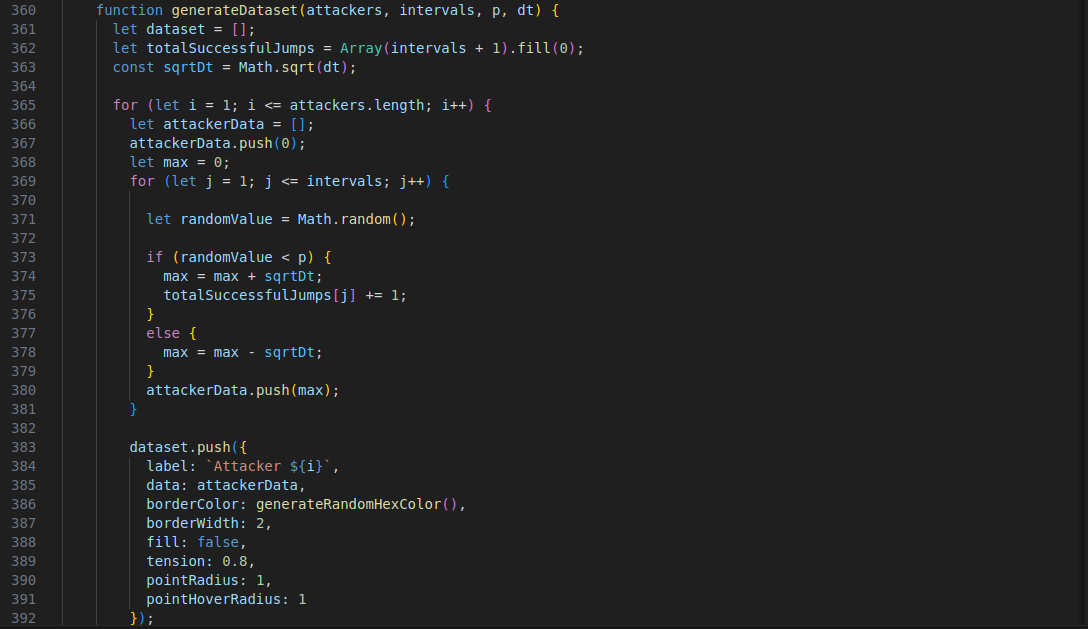 360 function generateDataset(attackers, intervals, p, dt) {
361 let dataset = [];
362 let totalSuccessfulJumps = Array(intervals + 1).fill(0);
363 const sqrtDt = Math.sqrt(dt);
364
365 for (let i = 1; i <= attackers.length; i++) {
366 let attackerData = [];
367 attackerData.push(0);
368 let max = 0;
369 for (let j = 1; j <= intervals; j++) {
370
371 let randomValue = Math.random();
372
373 if (randomValue < p) {
374 max = max + sqrtDt;
375 totalSuccessfulJumps[j] += 1;
376 }
377 else {
378 max = max - sqrtDt;
379 }
380 attackerData.push(max);
381 }
382
383 dataset.push({
384 label: `Attacker ${i}`,
385 data: attackerData,
386 borderColor: generateRandomHexColor(),
387 borderWidth: 2,
388 fill: false,
389 tension: 0.8,
390 pointRadius: 1,
391 pointHoverRadius: 1
392 });